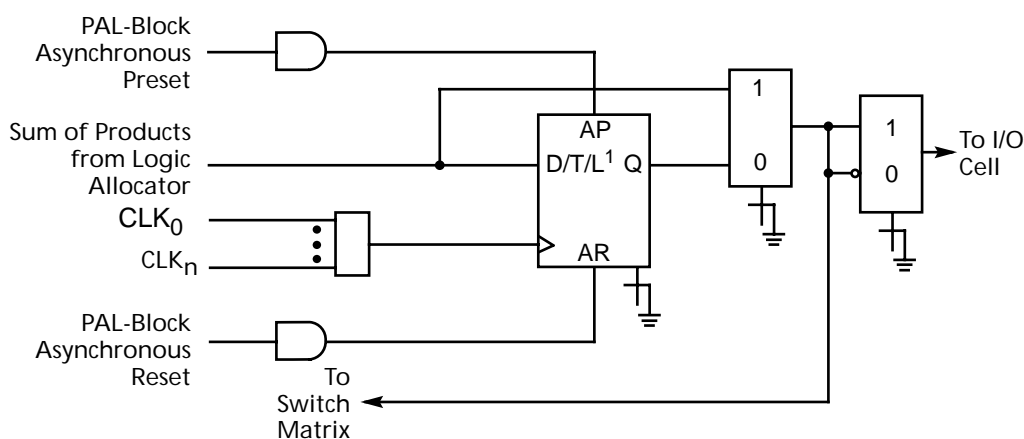 PAL-Block
Asynchronous
Preset
Sum of Products
from Logic
Allocator
CLK0
CLKn
PAL-Block
Asynchronous
Reset
AP
D/T/L1 Q
AR
1
0
1
0
To I/O
Cell
To
Switch
Matrix